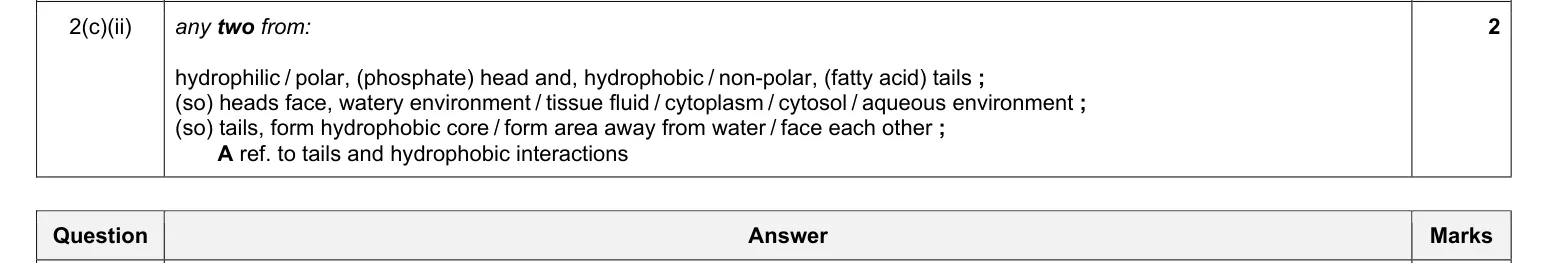 2(c)(ii)
any two from:
2
hydrophilic / polar, (phosphate) head and, hydrophobic / non-polar, (fatty acid) tails ;
(so) heads face, watery environment / tissue fluid / cytoplasm / cytosol / aqueous environment ;
(so) tails, form hydrophobic core / form area away from water / face each other ;
A ref. to tails and hydrophobic interactions
Question
Answer
Marks